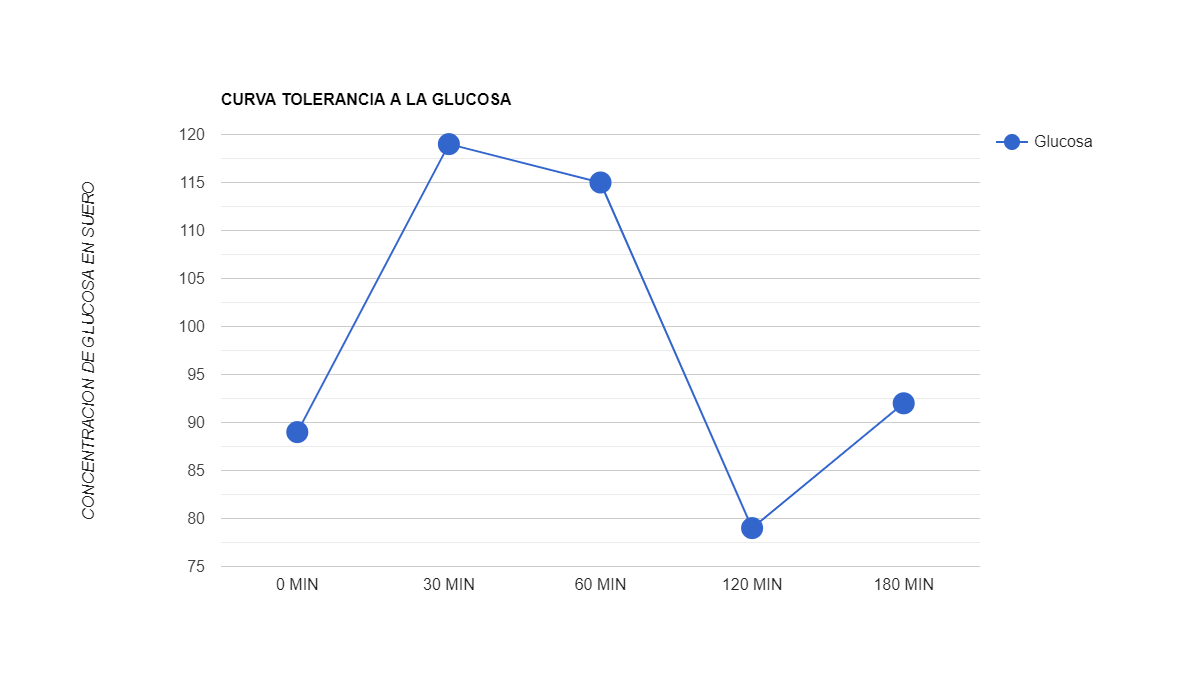 CURVA TOLERANCIA A LA GLUCOSA
Glucosa
CONCENTRACION DE GLUCOSA EN SUERO
120
115
110
105
100
95
90
85
80
75
0 MIN
30 MIN
60 MIN
120 MIN
180 MIN